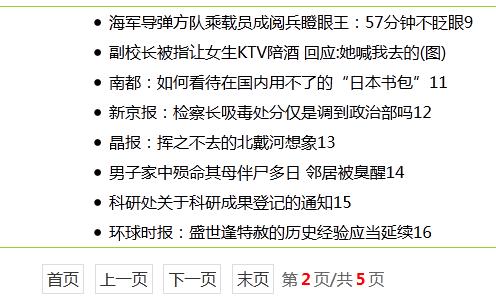 海军导弹方队乘载员成阅兵瞪眼王：57分钟不眨眼9
副校长被指让女生KTV陪酒 回应:她喊我去的(图)
南都：如何看待在国内用不了的“日本书包”11
新京报：检察长吸毒处分仅是调到政治部吗12
晶报：挥之不去的北戴河想象13
男子家中殒命其母伴尸多日 邻居被臭醒14
科研处关于科研成果登记的通知15
环球时报：盛世逢特赦的历史经验应当延续16
首页 上一页 下一页 末页 第2页/共5页